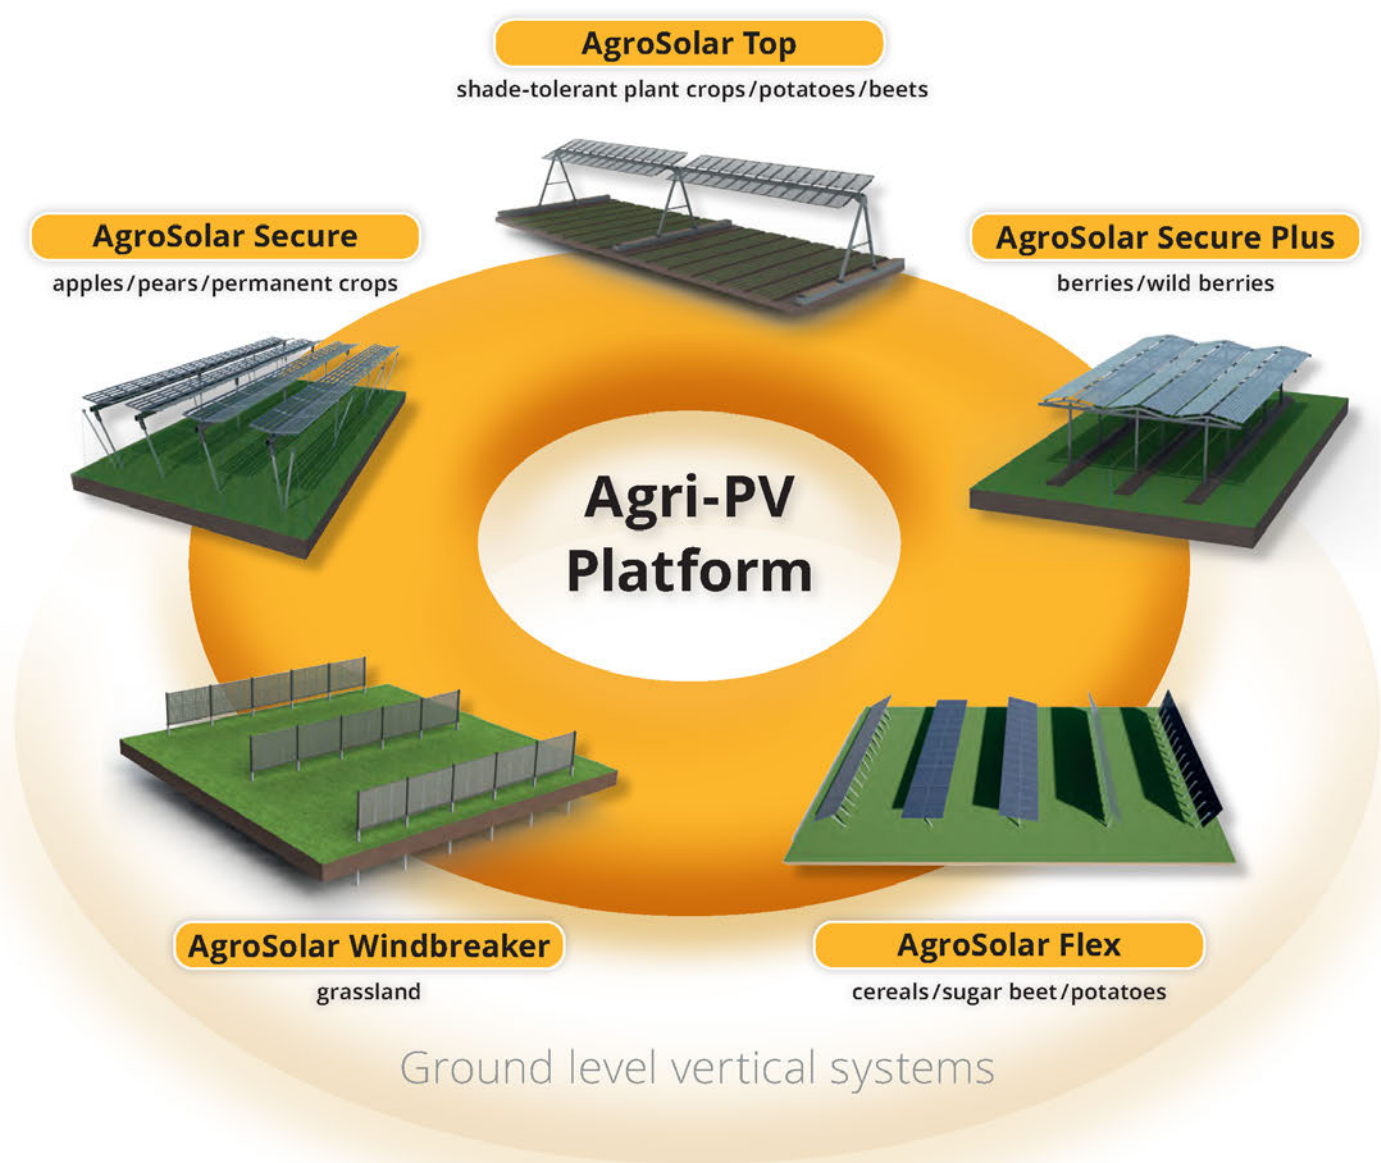 AgroSolar Top
shade-tolerant plant crops/potatoes/beets
AgroSolar Secure
apples/pears/permanent crops
AgroSolar Secure Plus
berries/wild berries
Agri-PV
Platform
AgroSolar Windbreaker
grassland
AgroSolar Flex
cereals/sugar beet/potatoes
Ground level vertical systems